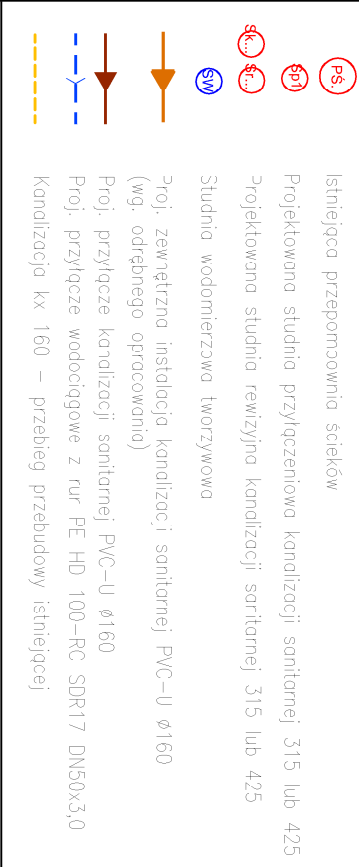 PŚ.
Istniejąca przepompownia ścieków
Sp1
Projektowana studnia przyłączeniowa kanalizacji sanitarnej 315 lub 425
Sk... Sr...
Projektowana studnia rewizyjna kanalizacji sanitarnej 315 lub 425
SW
Studnia wodomierzowa tworzywowa
Proj. zewnętrzna instalacja kanalizacji sanitarnej PVC-U ø160
(wg. odrębnego opracowania)
Proj. przyłącze kanalizacji sanitarnej PVC-U ø160
Proj. przyłącze wodociągowe z rur PE HD 100-RC SDR17 DN50x3,0
Kanalizacja kx 160 – przebieg przebudowy istniejącej